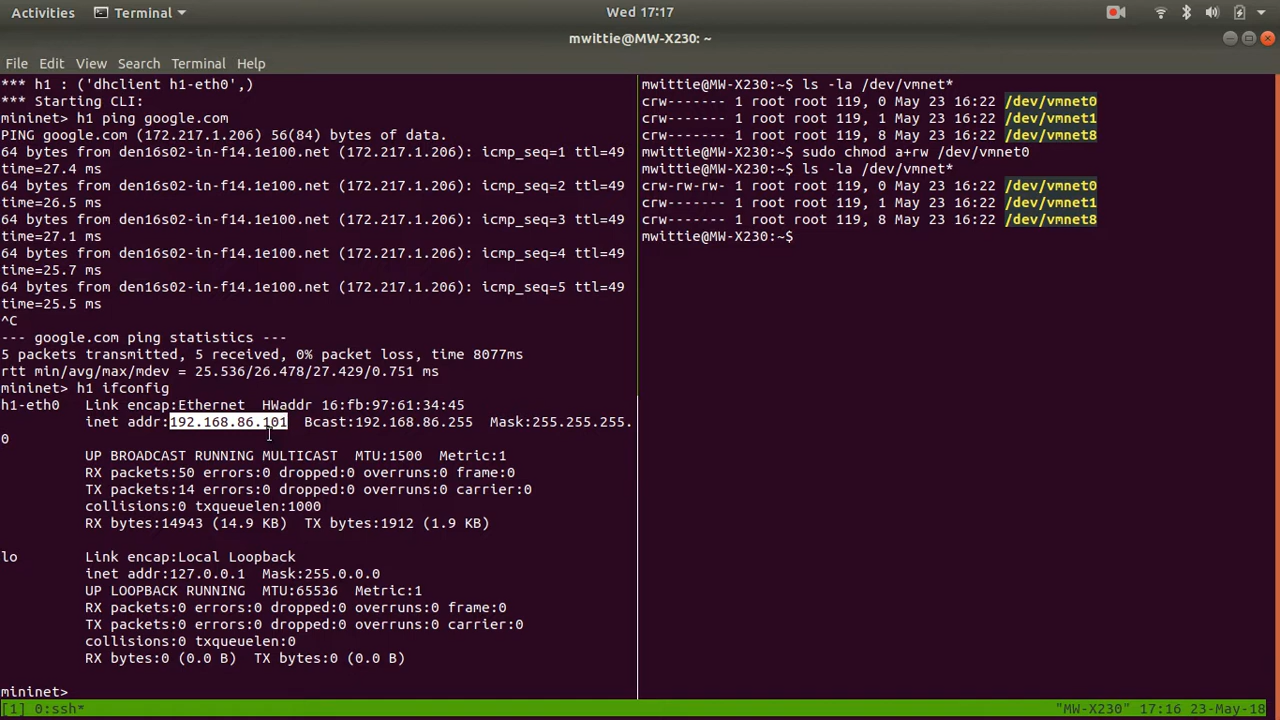 Activities Terminal Wed 17:17
mwittie@MW-X230: ~
File Edit View Search Terminal Help
*** h1 : ('dhclient h1-eth0',)
*** Starting CLI:
mininet> h1 ping google.com
PING google.com (172.217.1.206) 56(84) bytes of data.
64 bytes from den16s02-in-f14.1e100.net (172.217.1.206): icmp_seq=1 ttl=49
time=27.4 ms
64 bytes from den16s02-in-f14.1e100.net (172.217.1.206): icmp_seq=2 ttl=49
time=26.5 ms
64 bytes from den16s02-in-f14.1e100.net (172.217.1.206): icmp_seq=3 ttl=49
time=27.1 ms
64 bytes from den16s02-in-f14.1e100.net (172.217.1.206): icmp_seq=4 ttl=49
time=25.7 ms
64 bytes from den16s02-in-f14.1e100.net (172.217.1.206): icmp_seq=5 ttl=49
time=25.5 ms
^C
--- google.com ping statistics ---
5 packets transmitted, 5 received, 0% packet loss, time 8077ms
rtt min/avg/max/mdev = 25.536/26.478/27.429/0.751 ms
mininet> h1 ifconfig
h1-eth0   Link encap:Ethernet  HWaddr 16:fb:97:61:34:45
          inet addr:192.168.86.101  Bcast:192.168.86.255  Mask:255.255.255.
0
          UP BROADCAST RUNNING MULTICAST  MTU:1500  Metric:1
          RX packets:50 errors:0 dropped:0 overruns:0 frame:0
          TX packets:14 errors:0 dropped:0 overruns:0 carrier:0
          collisions:0 txqueuelen:1000
          RX bytes:14943 (14.9 KB)  TX bytes:1912 (1.9 KB)
lo        Link encap:Local Loopback
          inet addr:127.0.0.1  Mask:255.0.0.0
          UP LOOPBACK RUNNING  MTU:65536  Metric:1
          RX packets:0 errors:0 dropped:0 overruns:0 frame:0
          TX packets:0 errors:0 dropped:0 overruns:0 carrier:0
          collisions:0 txqueuelen:0
          RX bytes:0 (0.0 B)  TX bytes:0 (0.0 B)
mininet>
mwittie@MW-X230:~$ ls -la /dev/vmnet*
crw------- 1 root root 119, 0 May 23 16:22 /dev/vmnet0
crw------- 1 root root 119, 1 May 23 16:22 /dev/vmnet1
crw------- 1 root root 119, 8 May 23 16:22 /dev/vmnet8
mwittie@MW-X230:~$ sudo chmod a+rw /dev/vmnet0
mwittie@MW-X230:~$ ls -la /dev/vmnet*
crw-rw-rw- 1 root root 119, 0 May 23 16:22 /dev/vmnet0
crw------- 1 root root 119, 1 May 23 16:22 /dev/vmnet1
crw------- 1 root root 119, 8 May 23 16:22 /dev/vmnet8
mwittie@MW-X230:~$
[1] 0:ssh* "MW-X230" 17:16 23-May-18